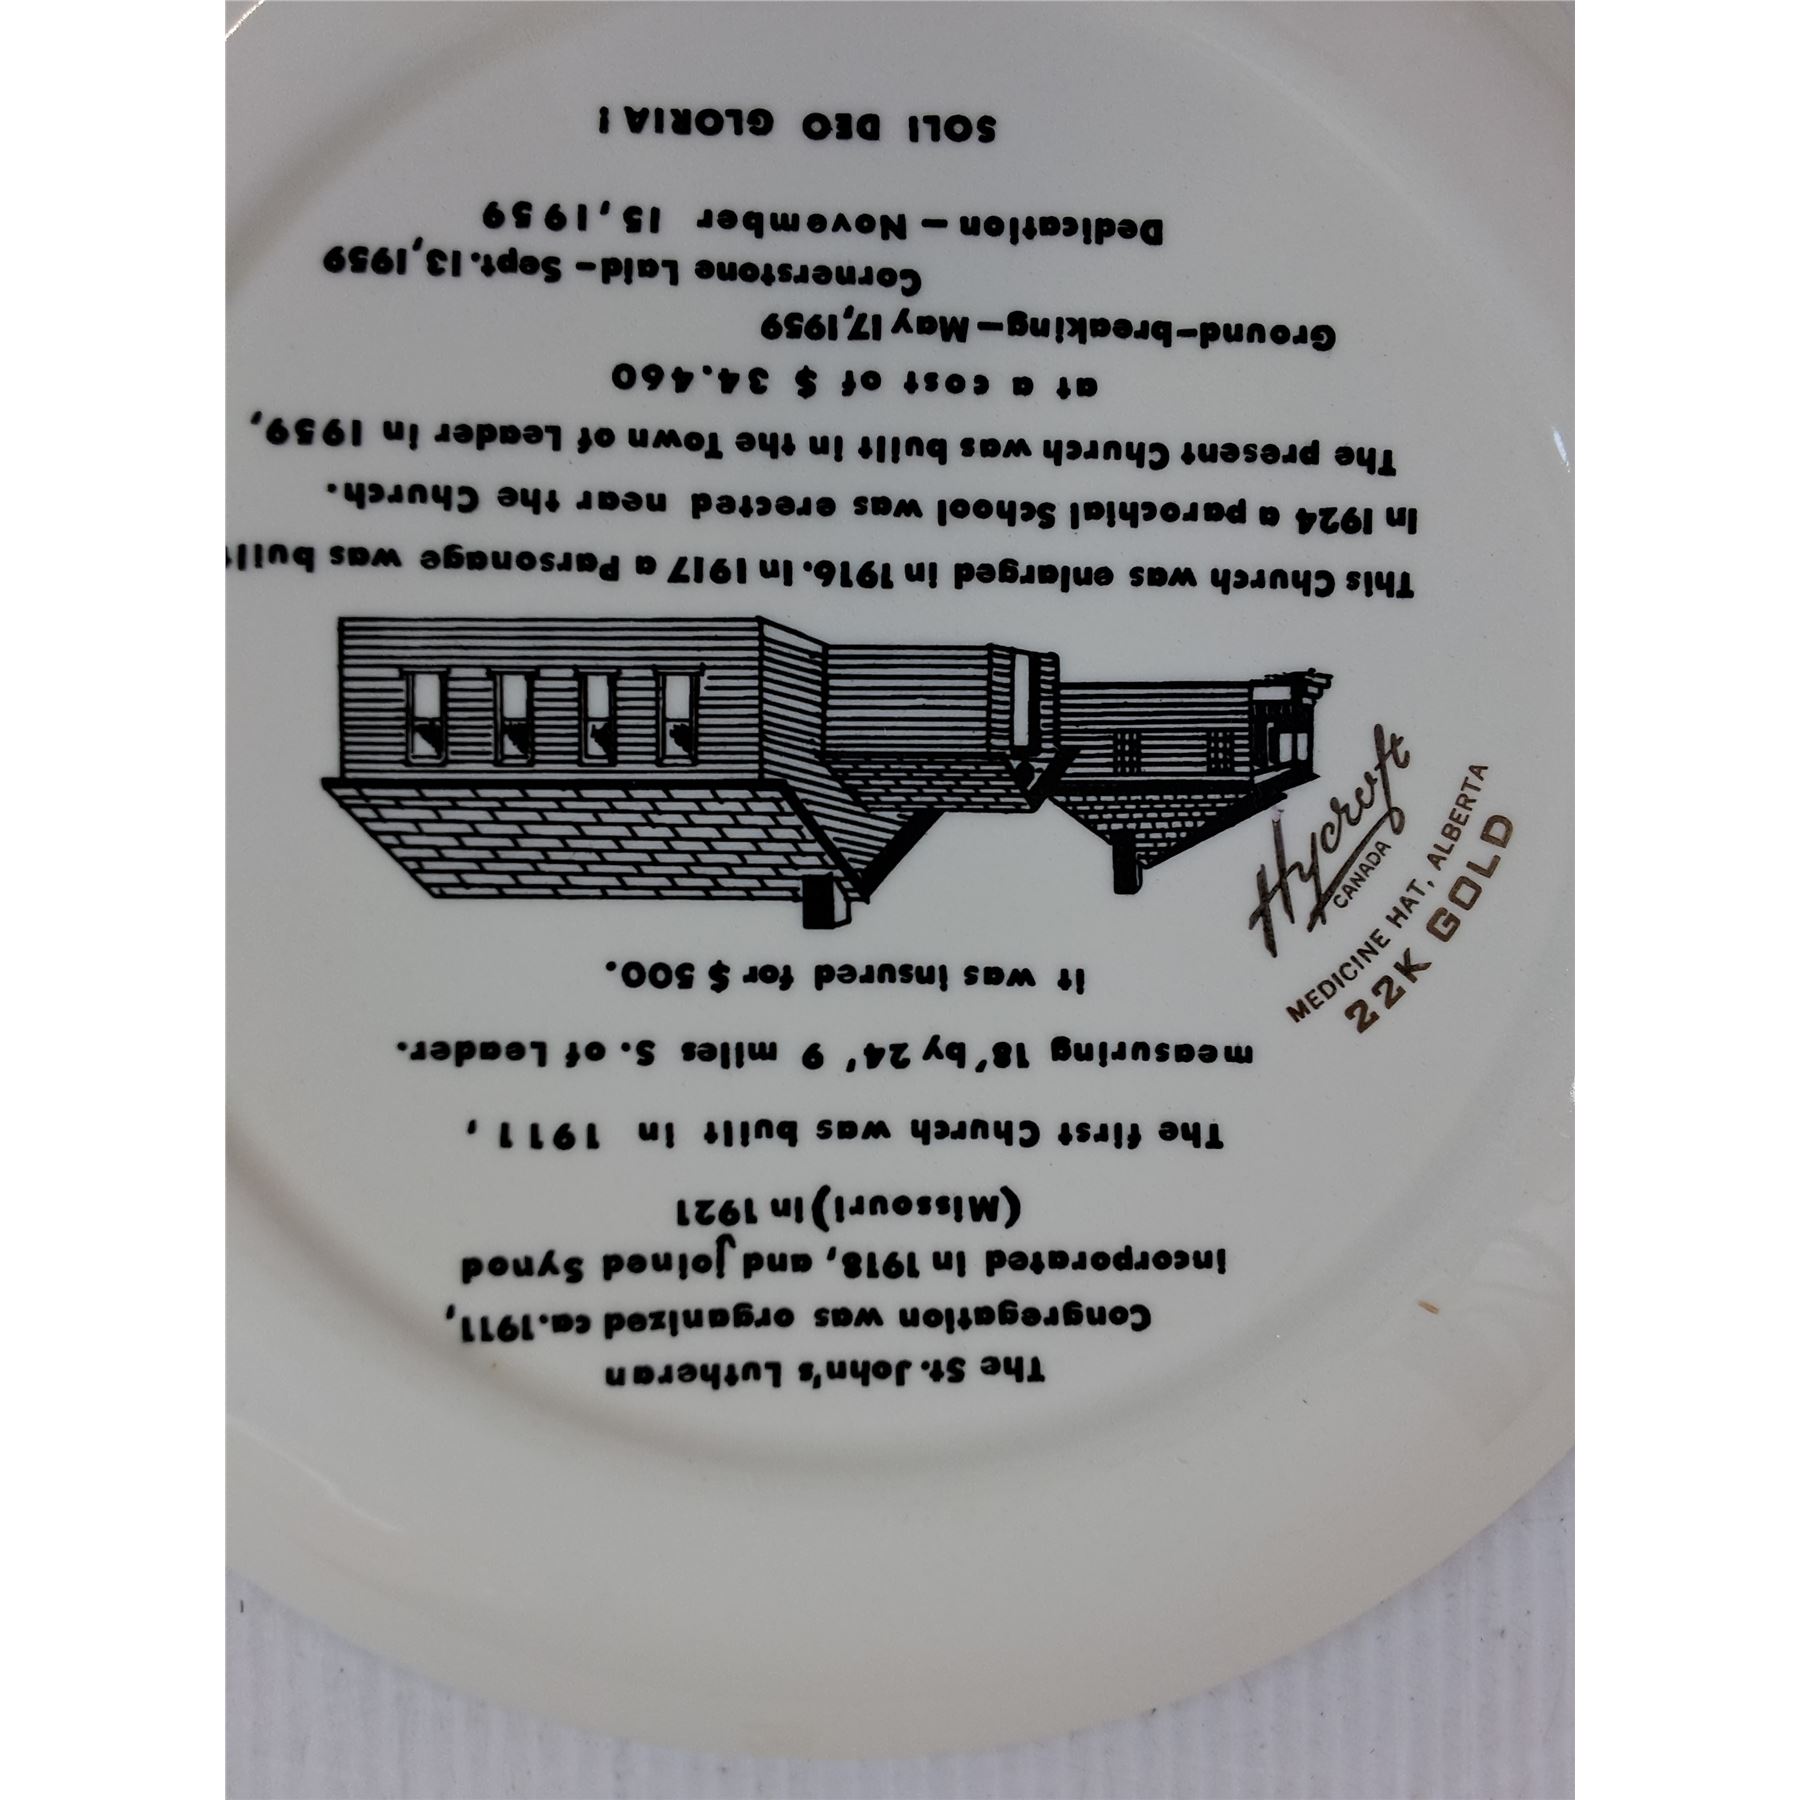 The St. John's Lutheran
Congregation was organized ca. 1911,
incorporated in 1918, and joined Synod
(Missouri) in 1921
The first Church was built in 1911,
measuring 18' by 24' 9 miles S. of Leader.
it was insured for $ 500.
This Church was enlarged in 1916. In 1917 a Parsonage was built
In 1924 a parochial School was erected near the Church.
The present Church was built in the Town of Leader in 1959,
at a cost of $ 34.460
Ground-breaking - May 17, 1959
Cornerstone Laid - Sept. 13, 1959
Dedication - November 15, 1959
SOLI DEO GLORIA!
Hycroft
CANADA
MEDICINE HAT, ALBERTA
22K GOLD